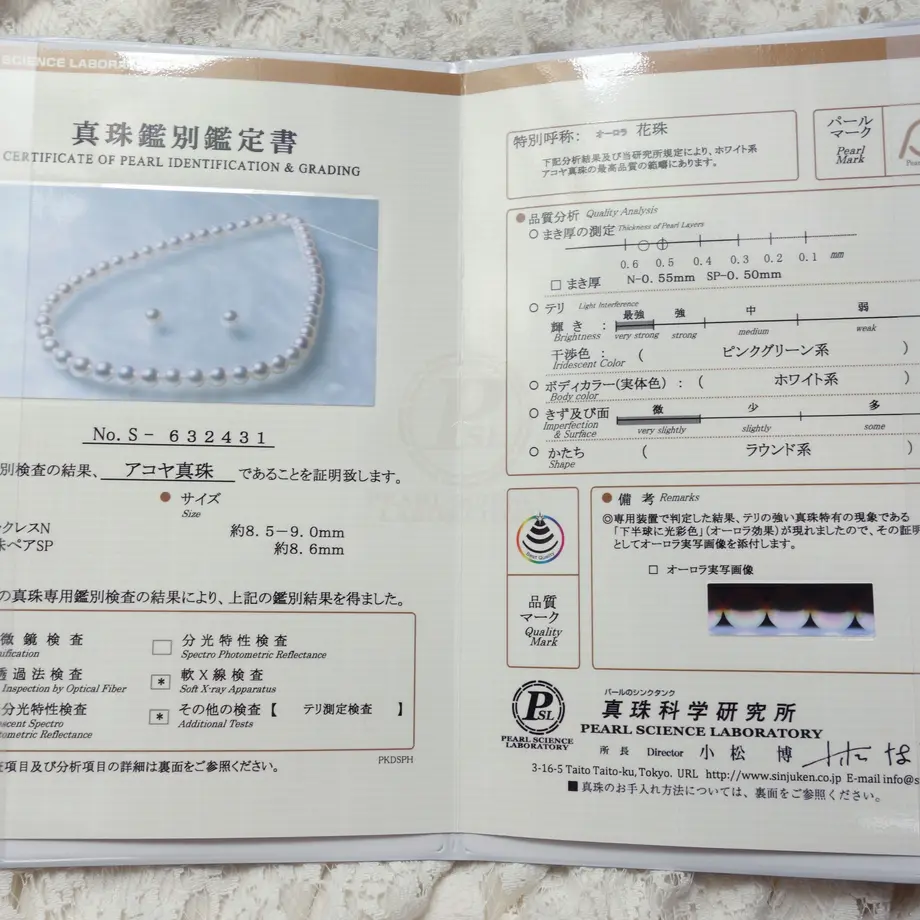 SCIENCE LABORA
真珠鑑別鑑定書
CERTIFICATE OF PEARL IDENTIFICATION & GRADING
No. S - 632431
別検査の結果、 アコヤ真珠 であることを証明致します。
● サイズ
Size
クレスN 約8.5-9.0mm
ペアSP 約8.6mm
の真珠専用鑑別検査の結果により、上記の鑑別結果を得ました。
微鏡検査
分光特性検査
Spectro Photometric Reflectance
透過法検査
Inspection by Optical Fiber
* 軟X線検査
Soft X-ray Apparatus
分光特性検査
scent Spectro
tometric Reflectance
* その他の検査【 テリ測定検査 】
Additional Tests
項目及び分析項目の詳細は裏面をご参照ください。
PKDSPH
特別呼称: オーロラ 花珠
下記分析結果及び当研究所規定により、ホワイト系
アコヤ真珠の最高品質の範疇にあります。
パール
マーク
Pearl
Mark
● 品質分析 Quality Analysis
○ まき厚の測定 Thickness of Pearl Layers
0.6 0.5 0.4 0.3 0.2 0.1 mm
□ まき厚 N-0.55mm SP-0.50mm
○ テリ Light Interference
輝き: 最強 強 中 弱
Brightness very strong strong medium weak
干渉色: ( ピンクグリーン系 )
Iridescent Color
○ ボディカラー(実体色): ( ホワイト系 )
Body color
○ きず及び面 微 少 多
Imperfection & Surface very slightly slightly some
○ かたち ( ラウンド系 )
Shape
Best Quality
品質
マーク
Quality
Mark
● 備考 Remarks
◎専用装置で判定した結果、テリの強い真珠特有の現象である
「下半球に光彩色」(オーロラ効果)が現れましたので、その証明
としてオーロラ実写画像を添付します。
□ オーロラ実写画像
PSL
PEARL SCIENCE
LABORATORY
パールのシンクタンク
真珠科学研究所
PEARL SCIENCE LABORATORY
所長 Director 小松 博
3-16-5 Taito Taito-ku, Tokyo. URL http://www.sinjuken.co.jp E-mail info@s
■真珠のお手入れ方法については、裏面をご参照ください。